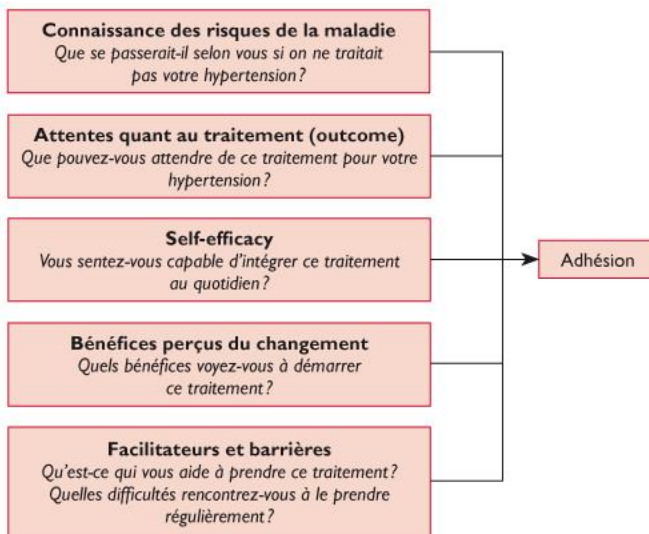 Connaissance des risques de la maladie
Que se passerait-il selon vous si on ne traitait
pas votre hypertension ?
Attentes quant au traitement (outcome)
Que pouvez-vous attendre de ce traitement pour votre
hypertension ?
Self-efficacy
Vous sentez-vous capable d'intégrer ce traitement
au quotidien ?
Bénéfices perçus du changement
Quels bénéfices voyez-vous à démarrer
ce traitement ?
Facilitateurs et barrières
Qu'est-ce qui vous aide à prendre ce traitement ?
Quelles difficultés rencontrez-vous à le prendre
régulièrement ?
Adhésion